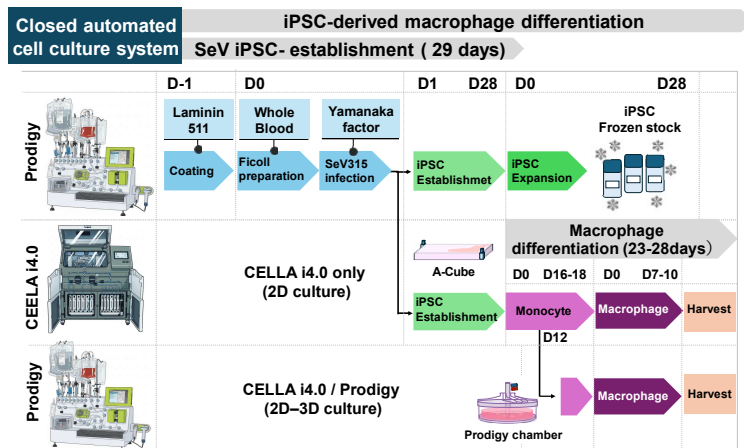 Closed automated
cell culture system
iPSC-derived macrophage differentiation
SeV iPSC- establishment ( 29 days)
D-1
D0
D1
D28
D0
D28
Prodigy
Laminin
511
Whole
Blood
Yamanaka
factor
Coating
Ficoll
preparation
SeV315
infection
iPSC
Establishmet
iPSC
Expansion
iPSC
Frozen stock
CEELA i4.0
CELLA i4.0 only
(2D culture)
A-Cube
iPSC
Establishment
Macrophage
differentiation (23-28days）
D0
D16-18
D0
D7-10
Monocyte
Macrophage
Harvest
D12
Prodigy
CELLA i4.0 / Prodigy
(2D–3D culture)
Prodigy chamber
Macrophage
Harvest